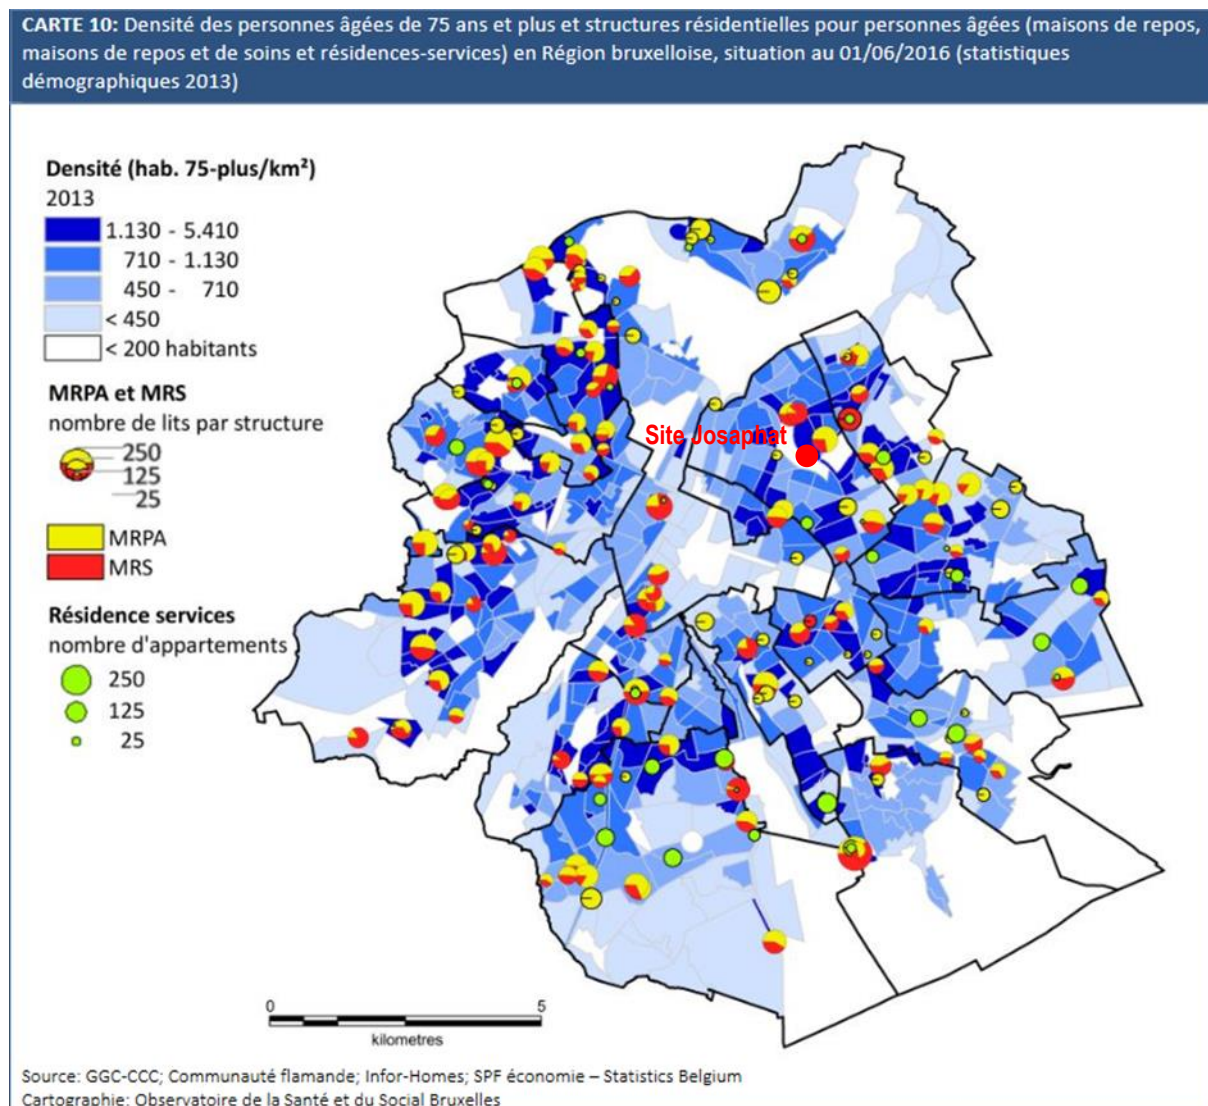 CARTE 10: Densité des personnes âgées de 75 ans et plus et structures résidentielles pour personnes âgées (maisons de repos,
maisons de repos et de soins et résidences-services) en Région bruxelloise, situation au 01/06/2016 (statistiques
démographiques 2013)
Densité (hab. 75-plus/km²)
2013
1.130 - 5.410
710 - 1.130
450 - 710
< 450
< 200 habitants
MRPA et MRS
nombre de lits par structure
250
125
25
MRPA
MRS
Résidence services
nombre d'appartements
250
125
25
Site Josaphat
0 5
kilometres
Source: GGC-CCC; Communauté flamande; Infor-Homes; SPF économie – Statistics Belgium
Cartographie: Observatoire de la Santé et du Social Bruxelles